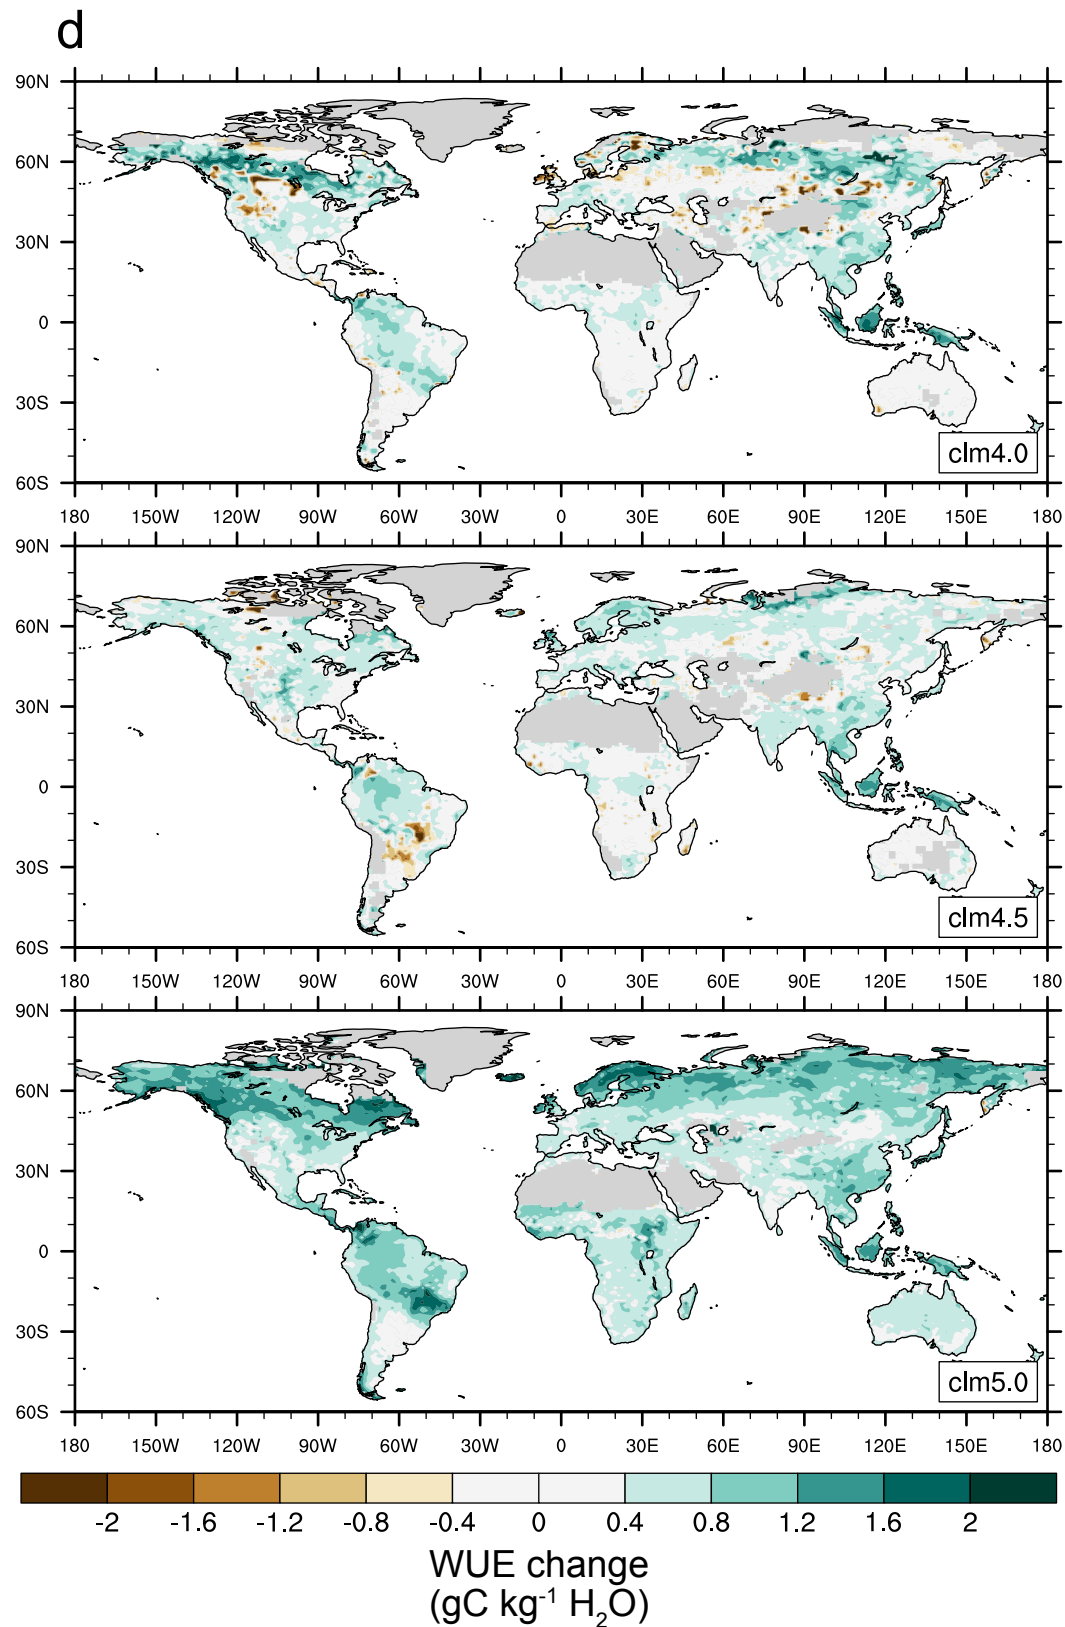 d
90N
60N
30N
0
30S
60S
clm4.0
180 150W 120W 90W 60W 30W 0 30E 60E 90E 120E 150E 180
90N
60N
30N
0
30S
60S
clm4.5
180 150W 120W 90W 60W 30W 0 30E 60E 90E 120E 150E 180
90N
60N
30N
0
30S
60S
clm5.0
180 150W 120W 90W 60W 30W 0 30E 60E 90E 120E 150E 180
-2 -1.6 -1.2 -0.8 -0.4 0 0.4 0.8 1.2 1.6 2
WUE change
(gC kg⁻¹ H₂O)